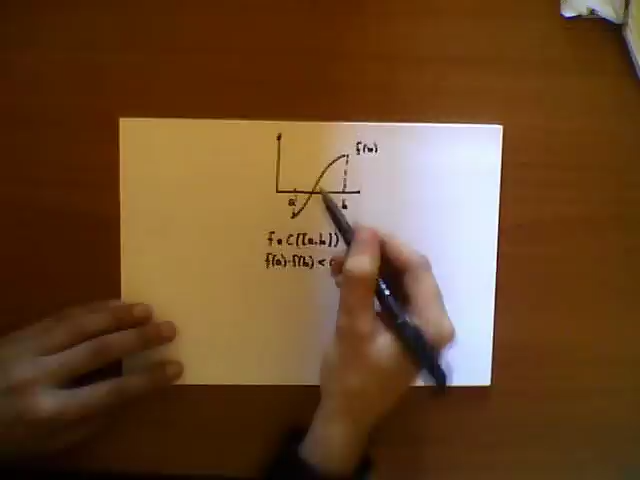 f(x)
a b
f ∈ C([a,b])
f(a)·f(b) <